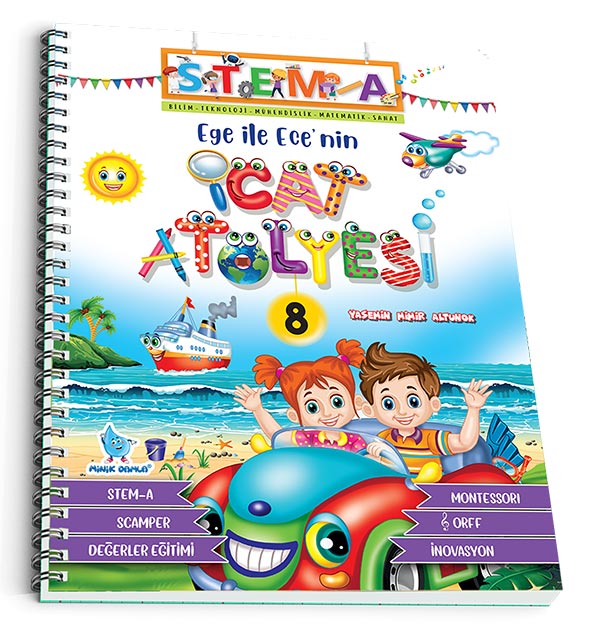 STEM-A
BİLİM - TEKNOLOJİ - MÜHENDİSLİK - MATEMATİK - SANAT
Ege ile Ece'nin
İCAT
ATÖLYESİ
8
YASEMİN MİMİR ALTUNOK
MİNİK DAMLA®
STEM-A
SCAMPER
DEĞERLER EĞİTİMİ
MONTESSORI
ORFF
İNOVASYON